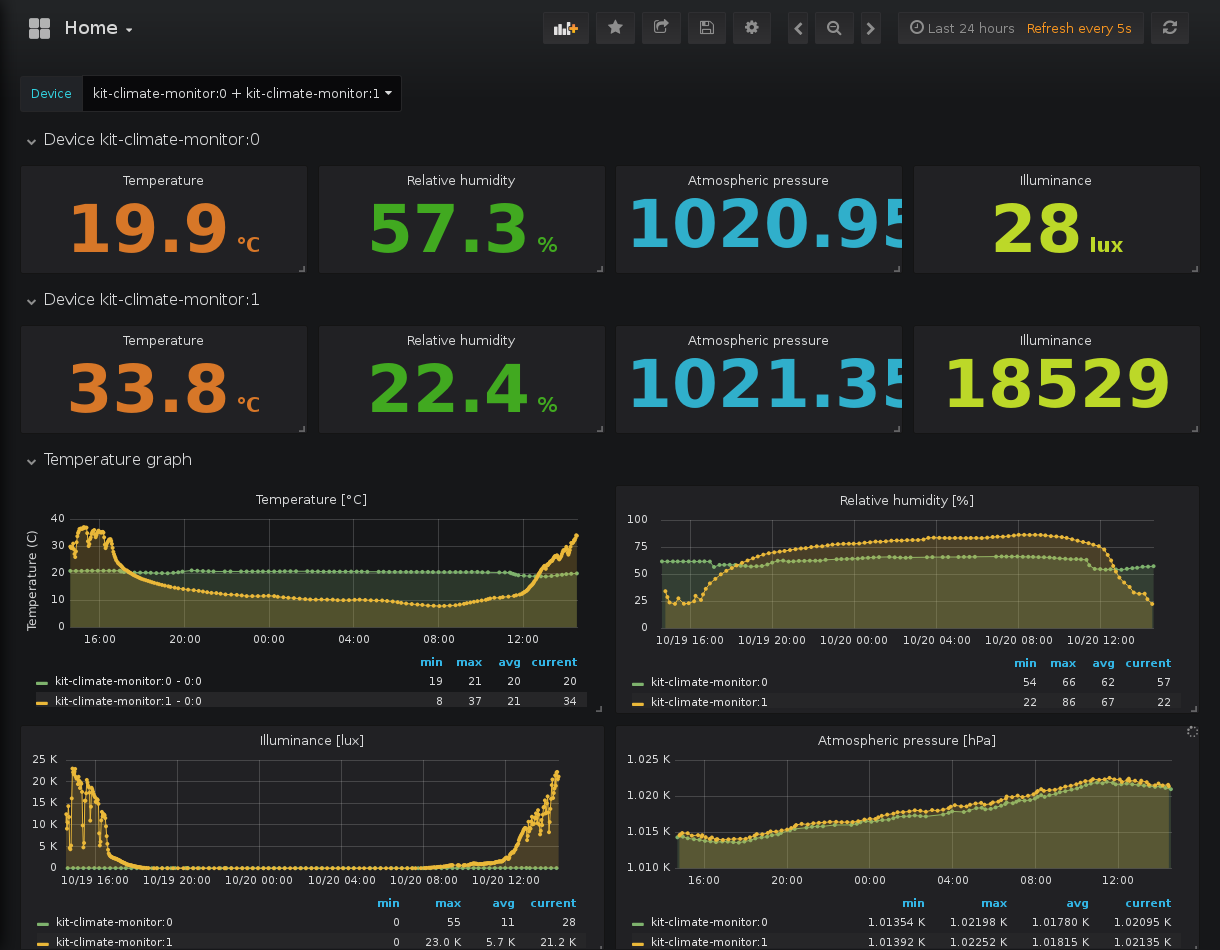 Home
Last 24 hours Refresh every 5s
Device kit-climate-monitor:0 + kit-climate-monitor:1
Device kit-climate-monitor:0
Temperature Relative humidity Atmospheric pressure Illuminance
19.9 °C 57.3 % 1020.95 28 lux
Device kit-climate-monitor:1
Temperature Relative humidity Atmospheric pressure Illuminance
33.8 °C 22.4 % 1021.35 18529
Temperature graph
Temperature [°C]
Temperature (C)
40
30
20
10
0
16:00 20:00 00:00 04:00 08:00 12:00
min max avg current
kit-climate-monitor:0 - 0:0 19 21 20 20
kit-climate-monitor:1 - 0:0 8 37 21 34
Relative humidity [%]
100
75
50
25
0
10/19 16:00 10/19 20:00 10/20 00:00 10/20 04:00 10/20 08:00 10/20 12:00
min max avg current
kit-climate-monitor:0 54 66 62 57
kit-climate-monitor:1 22 86 67 22
Illuminance [lux]
25 K
20 K
15 K
10 K
5 K
0
10/19 16:00 10/19 20:00 10/20 00:00 10/20 04:00 10/20 08:00 10/20 12:00
min max avg current
kit-climate-monitor:0 0 55 11 28
kit-climate-monitor:1 0 23.0 K 5.7 K 21.2 K
Atmospheric pressure [hPa]
1.025 K
1.020 K
1.015 K
1.010 K
16:00 20:00 00:00 04:00 08:00 12:00
min max avg current
kit-climate-monitor:0 1.01354 K 1.02198 K 1.01780 K 1.02095 K
kit-climate-monitor:1 1.01392 K 1.02252 K 1.01815 K 1.02135 K